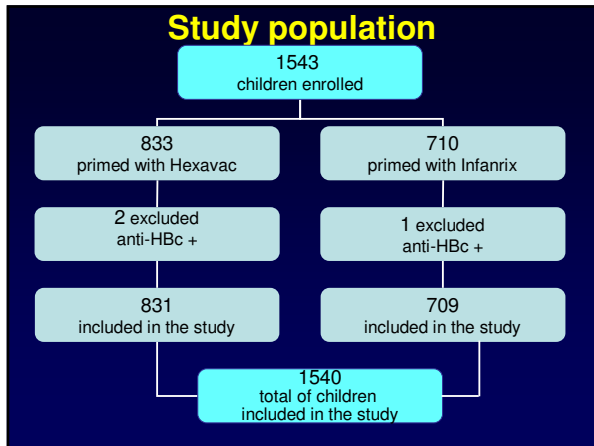 Study population
1543
children enrolled
833
primed with Hexavac
710
primed with Infanrix
2 excluded
anti-HBc +
1 excluded
anti-HBc +
831
included in the study
709
included in the study
1540
total of children
included in the study